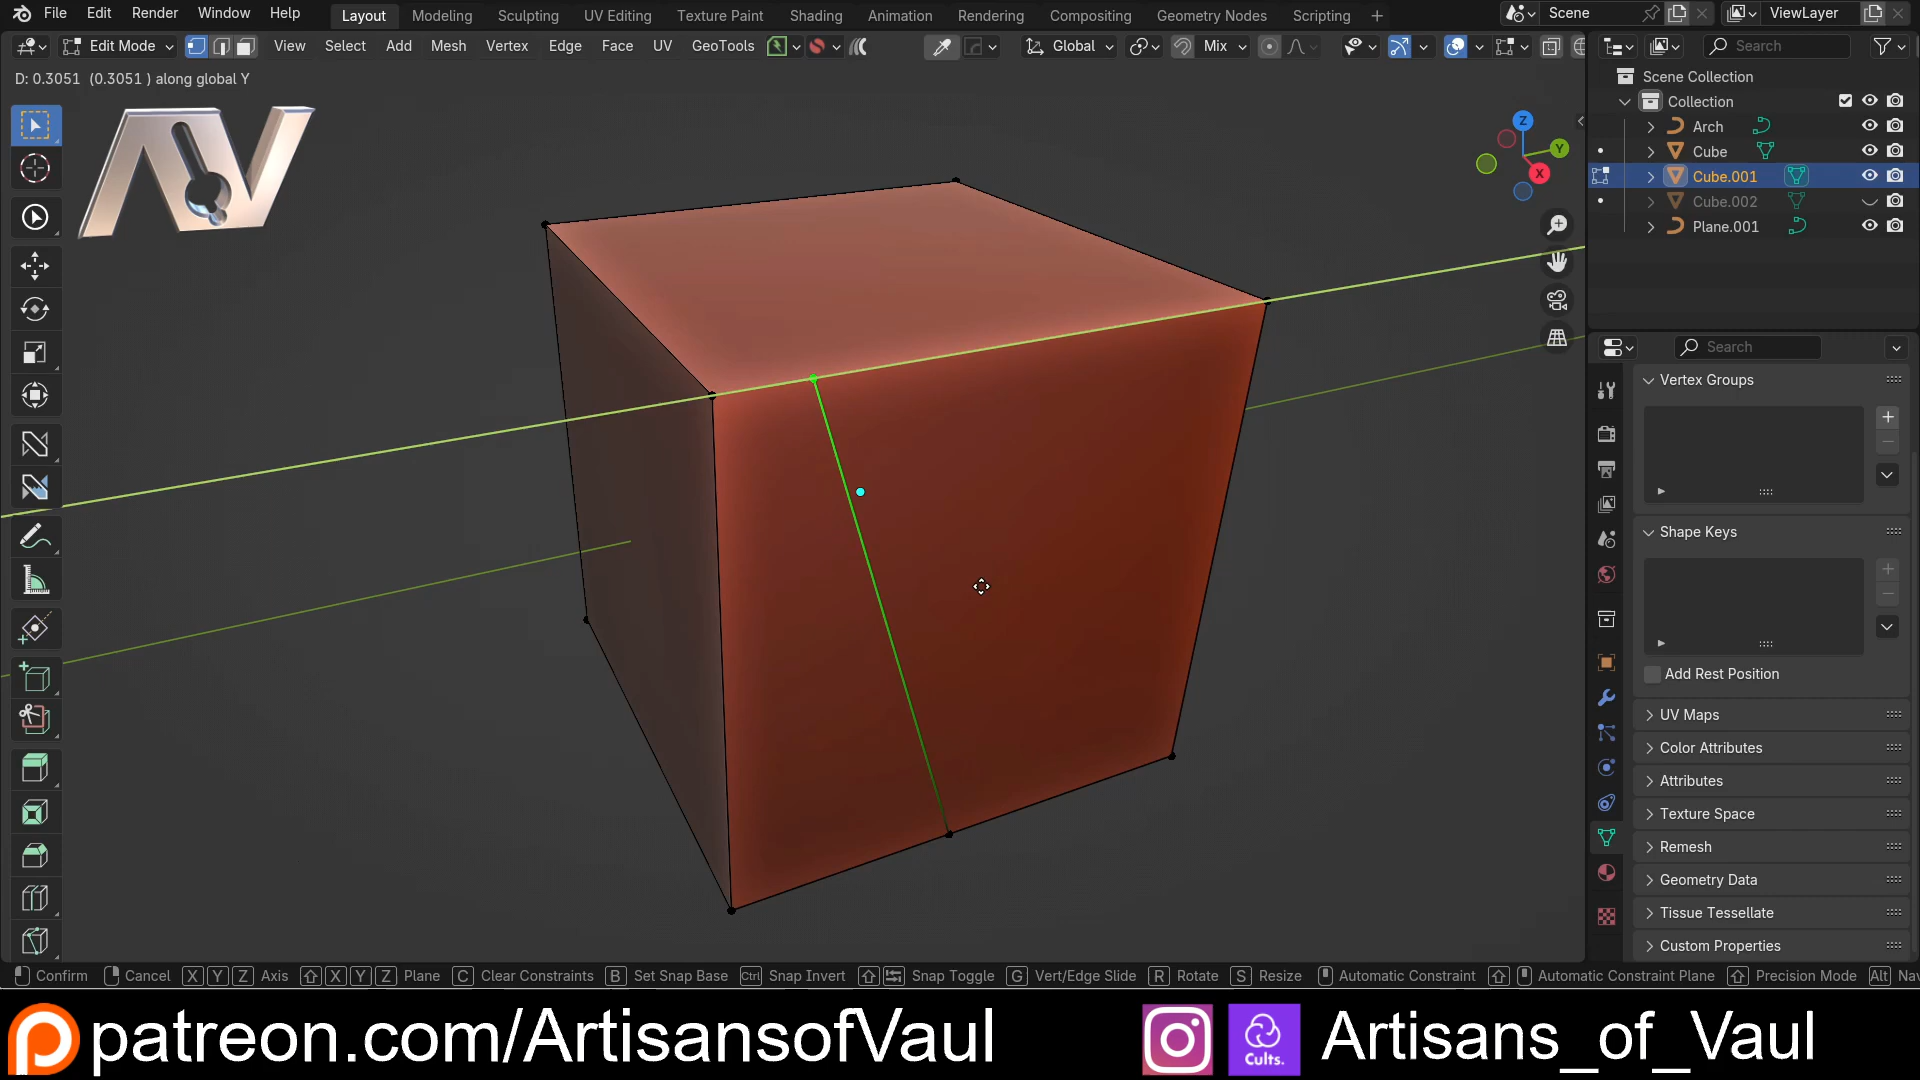 File Edit Render Window Help Layout Modeling Sculpting UV Editing Texture Paint Shading Animation Rendering Compositing Geometry Nodes Scripting + Scene ViewLayer
Edit Mode View Select Add Mesh Vertex Edge Face UV GeoTools Global Mix Search
D: 0.3051 (0.3051 ) along global Y
Scene Collection
Collection
Arch
Cube
Cube.001
Cube.002
Plane.001
Z
Y
X
AV
Search
Vertex Groups
Shape Keys
Add Rest Position
UV Maps
Color Attributes
Attributes
Texture Space
Remesh
Geometry Data
Tissue Tessellate
Custom Properties
Confirm Cancel X Y Z Axis X Y Z Plane C Clear Constraints B Set Snap Base Ctrl Snap Invert Snap Toggle G Vert/Edge Slide R Rotate S Resize Automatic Constraint Automatic Constraint Plane Precision Mode Alt Nav
patreon.com/ArtisansofVaul Cults. Artisans_of_Vaul